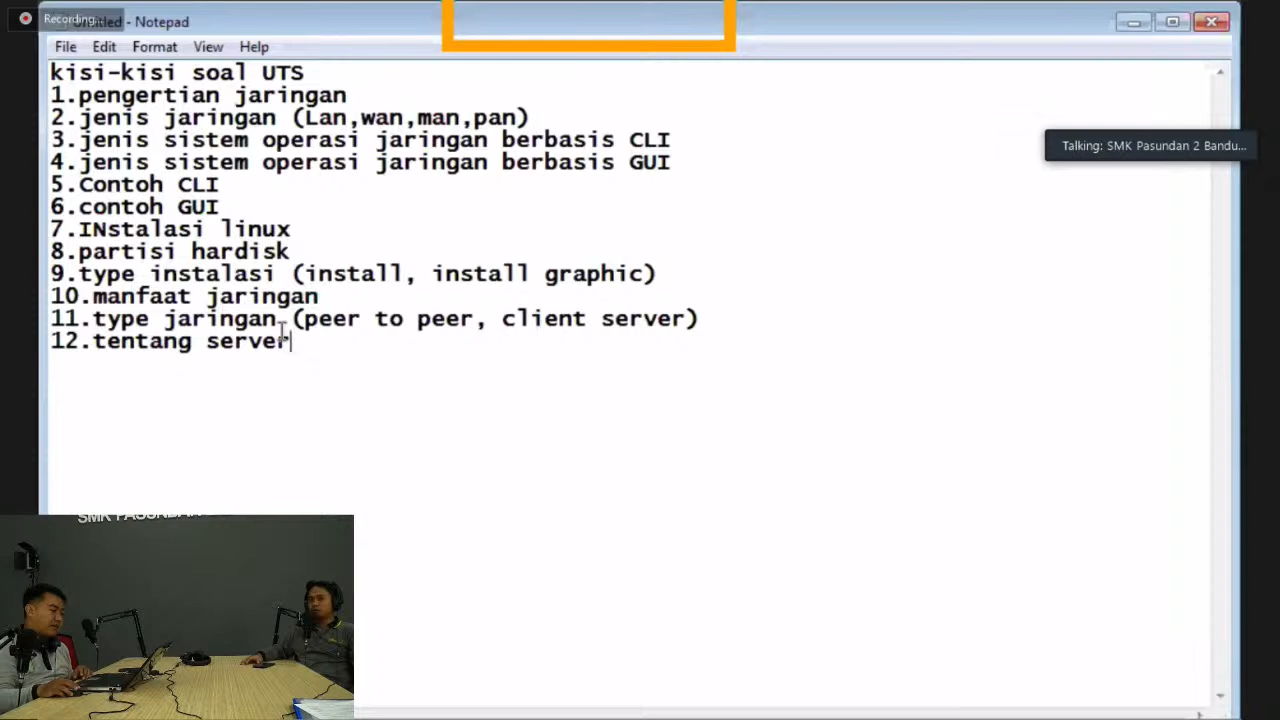 Recording...
Untitled - Notepad
File Edit Format View Help
kisi-kisi soal UTS
1.pengertian jaringan
2.jenis jaringan (Lan,wan,man,pan)
3.jenis sistem operasi jaringan berbasis CLI
4.jenis sistem operasi jaringan berbasis GUI
5.Contoh CLI
6.contoh GUI
7.INstalasi linux
8.partisi hardisk
9.type instalasi (install, install graphic)
10.manfaat jaringan
11.type jaringan (peer to peer, client server)
12.tentang server
Talking: SMK Pasundan 2 Bandu...
SMK PASUNDAN